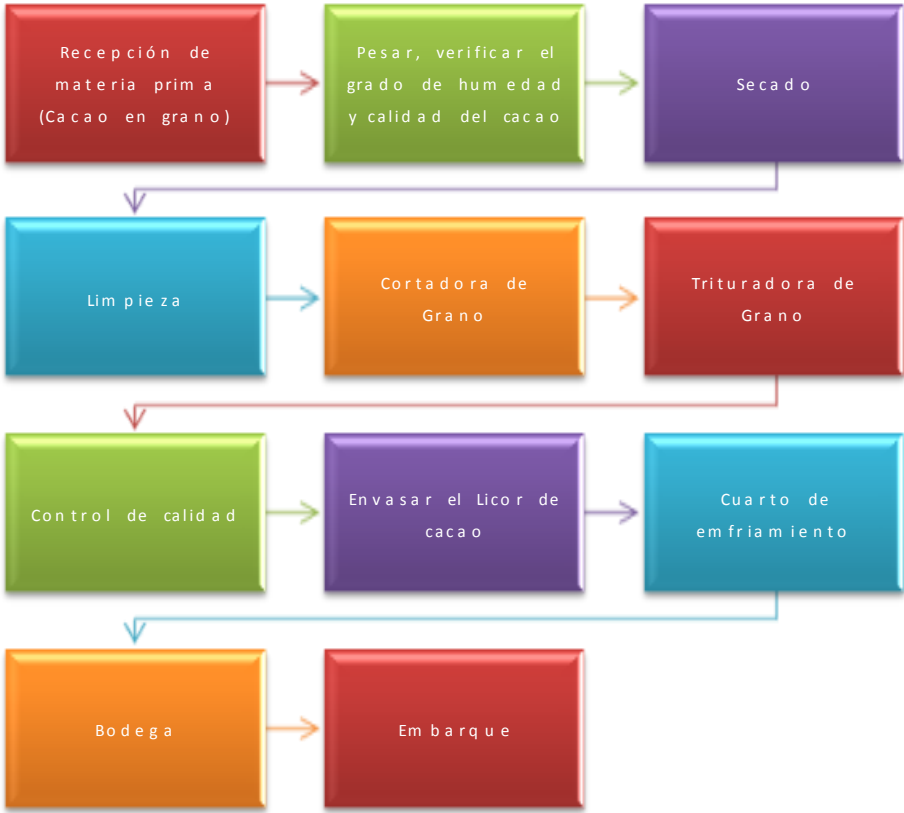 Recepción de
materia prima
(Cacao en grano)
Pesar, verificar el
grado de humedad
y calidad del cacao
Secado
Limpieza
Cortadora de
Grano
Trituradora de
Grano
Control de calidad
Envasar el Licor de
cacao
Cuarto de
emfriamiento
Bodega
Embarque